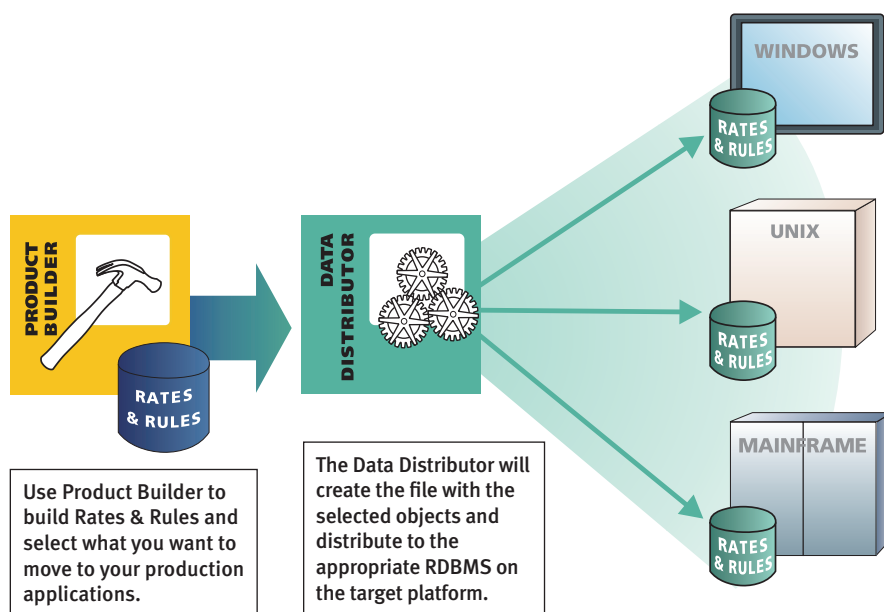 PRODUCT
BUILDER
RATES
& RULES
Use Product Builder to
build Rates & Rules and
select what you want to
move to your production
applications.
DATA
DISTRIBUTOR
The Data Distributor will
create the file with the
selected objects and
distribute to the
appropriate RDBMS on
the target platform.
WINDOWS
RATES
& RULES
UNIX
RATES
& RULES
MAINFRAME
RATES
& RULES